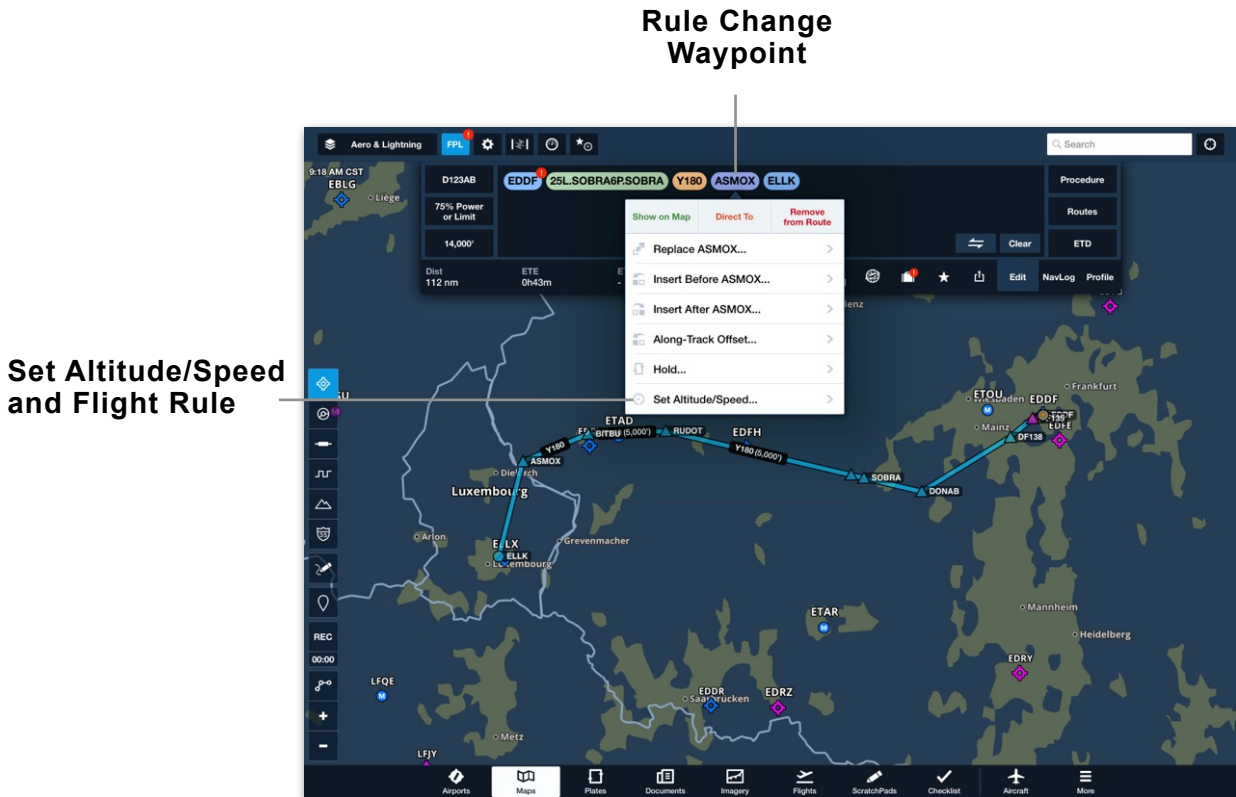 Rule Change
Waypoint
Set Altitude/Speed
and Flight Rule
Aero & Lightning
FPL
Search
9:18 AM CST
D123AB
EDDF
25L.SOBRA6P.SOBRA
Y180
ASMOX
ELLK
Procedure
75% Power
or Limit
Routes
14,000'
Clear
ETD
Dist
112 nm
ETE
0h43m
Edit
NavLog
Profile
Show on Map
Direct To
Remove
from Route
Replace ASMOX...
Insert Before ASMOX...
Insert After ASMOX...
Along-Track Offset...
Hold...
Set Altitude/Speed...
EBLG
Liège
REC
00:00
ETAD
BITBU
(5,000')
RUDOT
EDFH
Y180
Y180 (5,000')
ASMOX
Luxembourg
SOBRA
DONAB
DF138
ETOU
EDDF
Frankfurt
Mainz
EDFE
Arlon
ELLX
ELLK
Luxembourg
Grevenmacher
ETAR
M
Mannheim
Heidelberg
EDRY
LFQE
M
EDDR
Saarbrücken
EDRZ
Metz
LFJY
Airports
Maps
Plates
Documents
Imagery
Flights
ScratchPads
Checklist
Aircraft
More